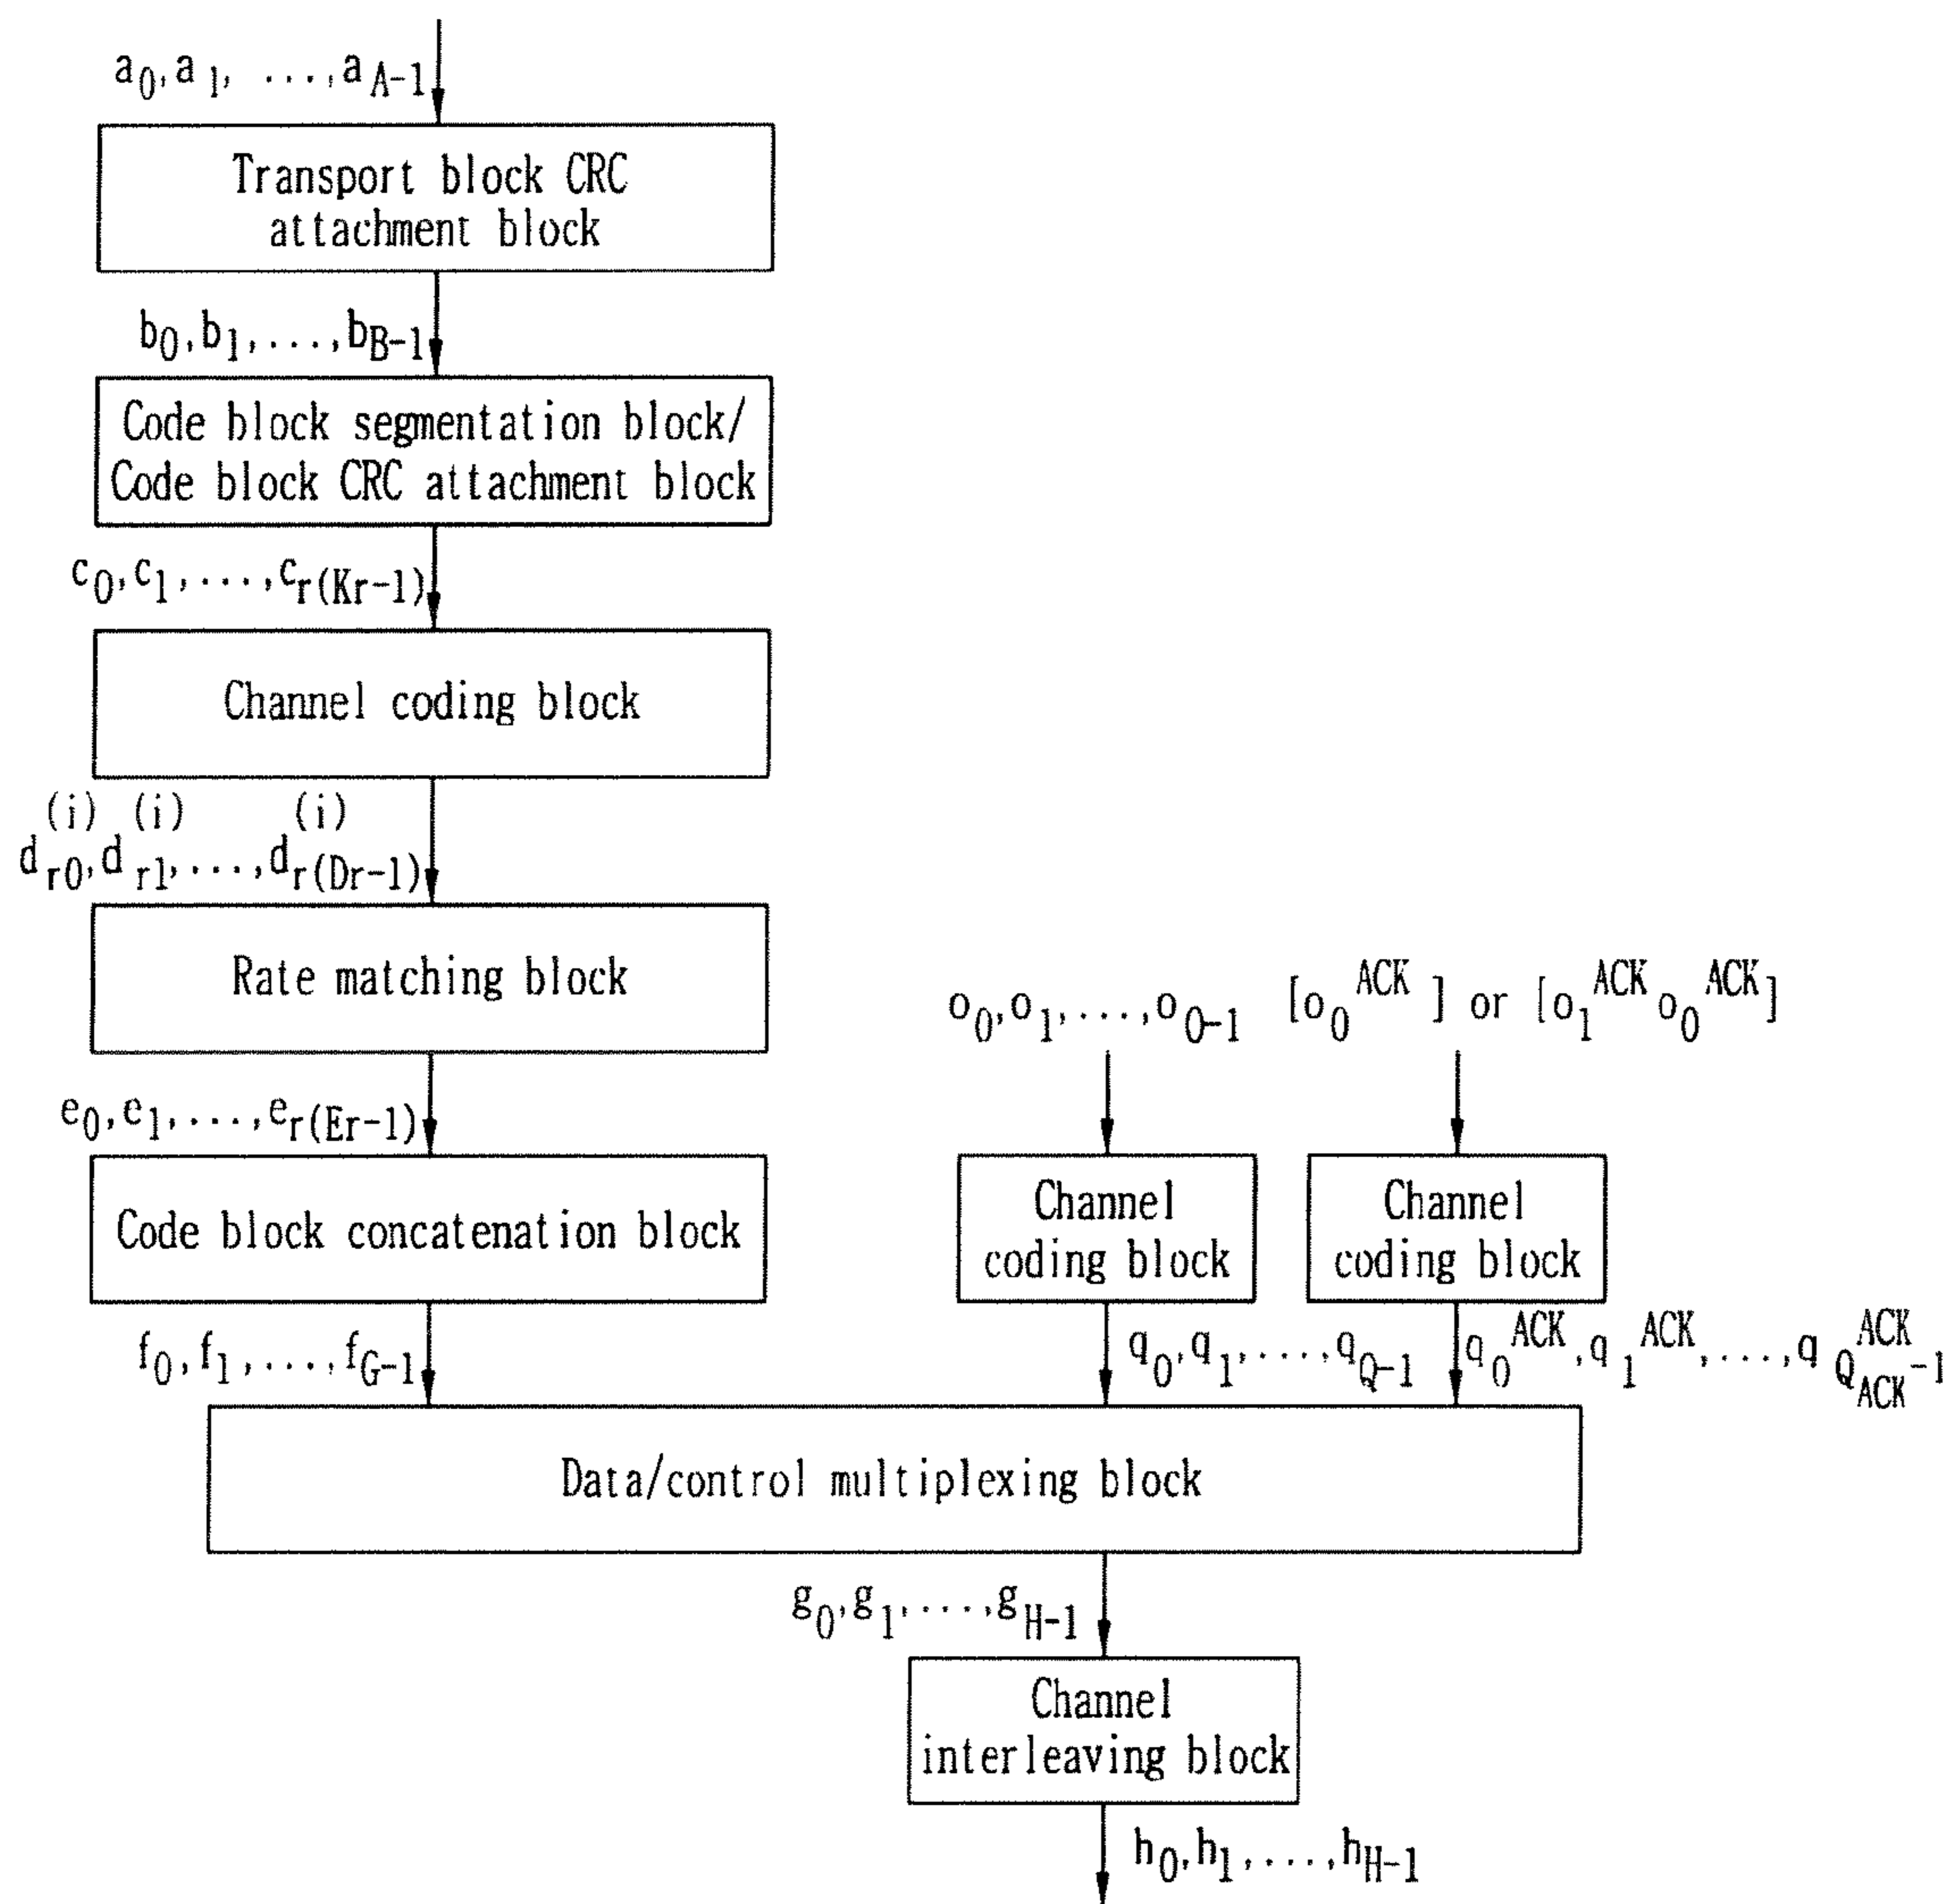 a0, a1, ..., aA-1
Transport block CRC
attachment block
b0, b1, ..., bB-1
Code block segmentation block/
Code block CRC attachment block
c0, c1, ..., cr(Kr-1)
Channel coding block
dr0(i), dr1(i), ..., dr(Dr-1)(i)
Rate matching block
e0, e1, ..., er(Er-1)
Code block concatenation block
f0, f1, ..., fG-1
o0, o1, ..., oO-1
Channel
coding block
q0, q1, ..., qQ-1
[o0ACK] or [o1ACK o0ACK]
Channel
coding block
q0ACK, q1ACK, ..., qQACK-1ACK
Data/control multiplexing block
g0, g1, ..., gH-1
Channel
interleaving block
h0, h1, ..., hH-1